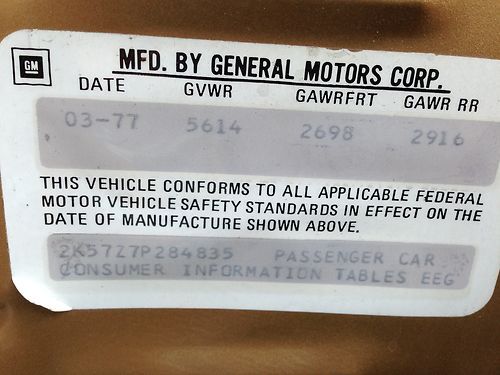 GM
MFD. BY GENERAL MOTORS CORP.
DATE GVWR GAWRFRT GAWR RR
03-77 5614 2698 2916
THIS VEHICLE CONFORMS TO ALL APPLICABLE FEDERAL
MOTOR VEHICLE SAFETY STANDARDS IN EFFECT ON THE
DATE OF MANUFACTURE SHOWN ABOVE.
2K57Z7P284835 PASSENGER CAR
CONSUMER INFORMATION TABLES EEG